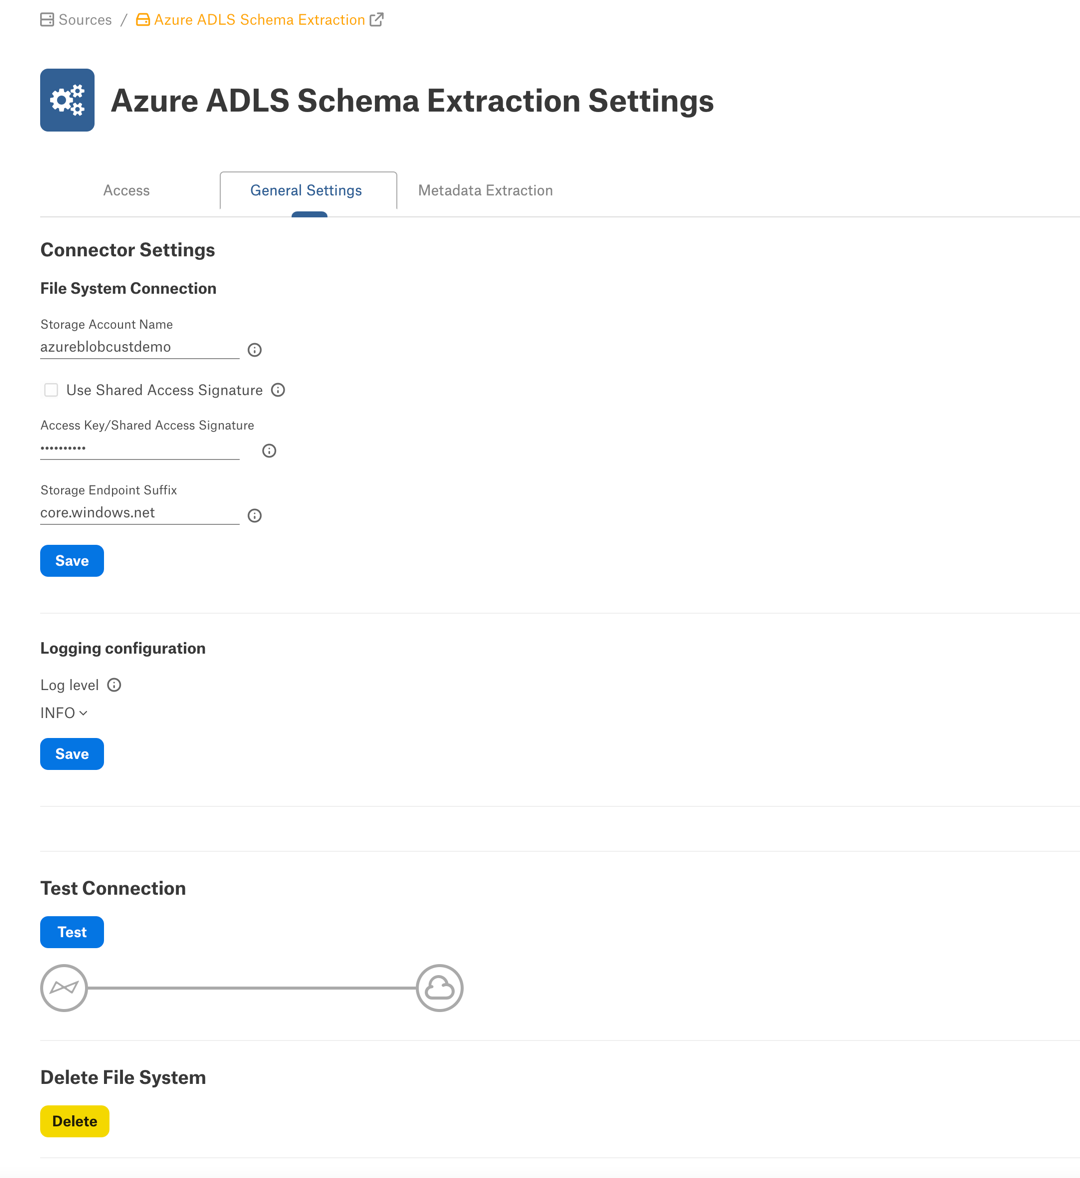 Sources / Azure ADLS Schema Extraction
Azure ADLS Schema Extraction Settings
Access General Settings Metadata Extraction
Connector Settings
File System Connection
Storage Account Name
azureblobcustdemo
Use Shared Access Signature
Access Key/Shared Access Signature
••••••••••
Storage Endpoint Suffix
core.windows.net
Save
Logging configuration
Log level
INFO
Save
Test Connection
Test
Delete File System
Delete